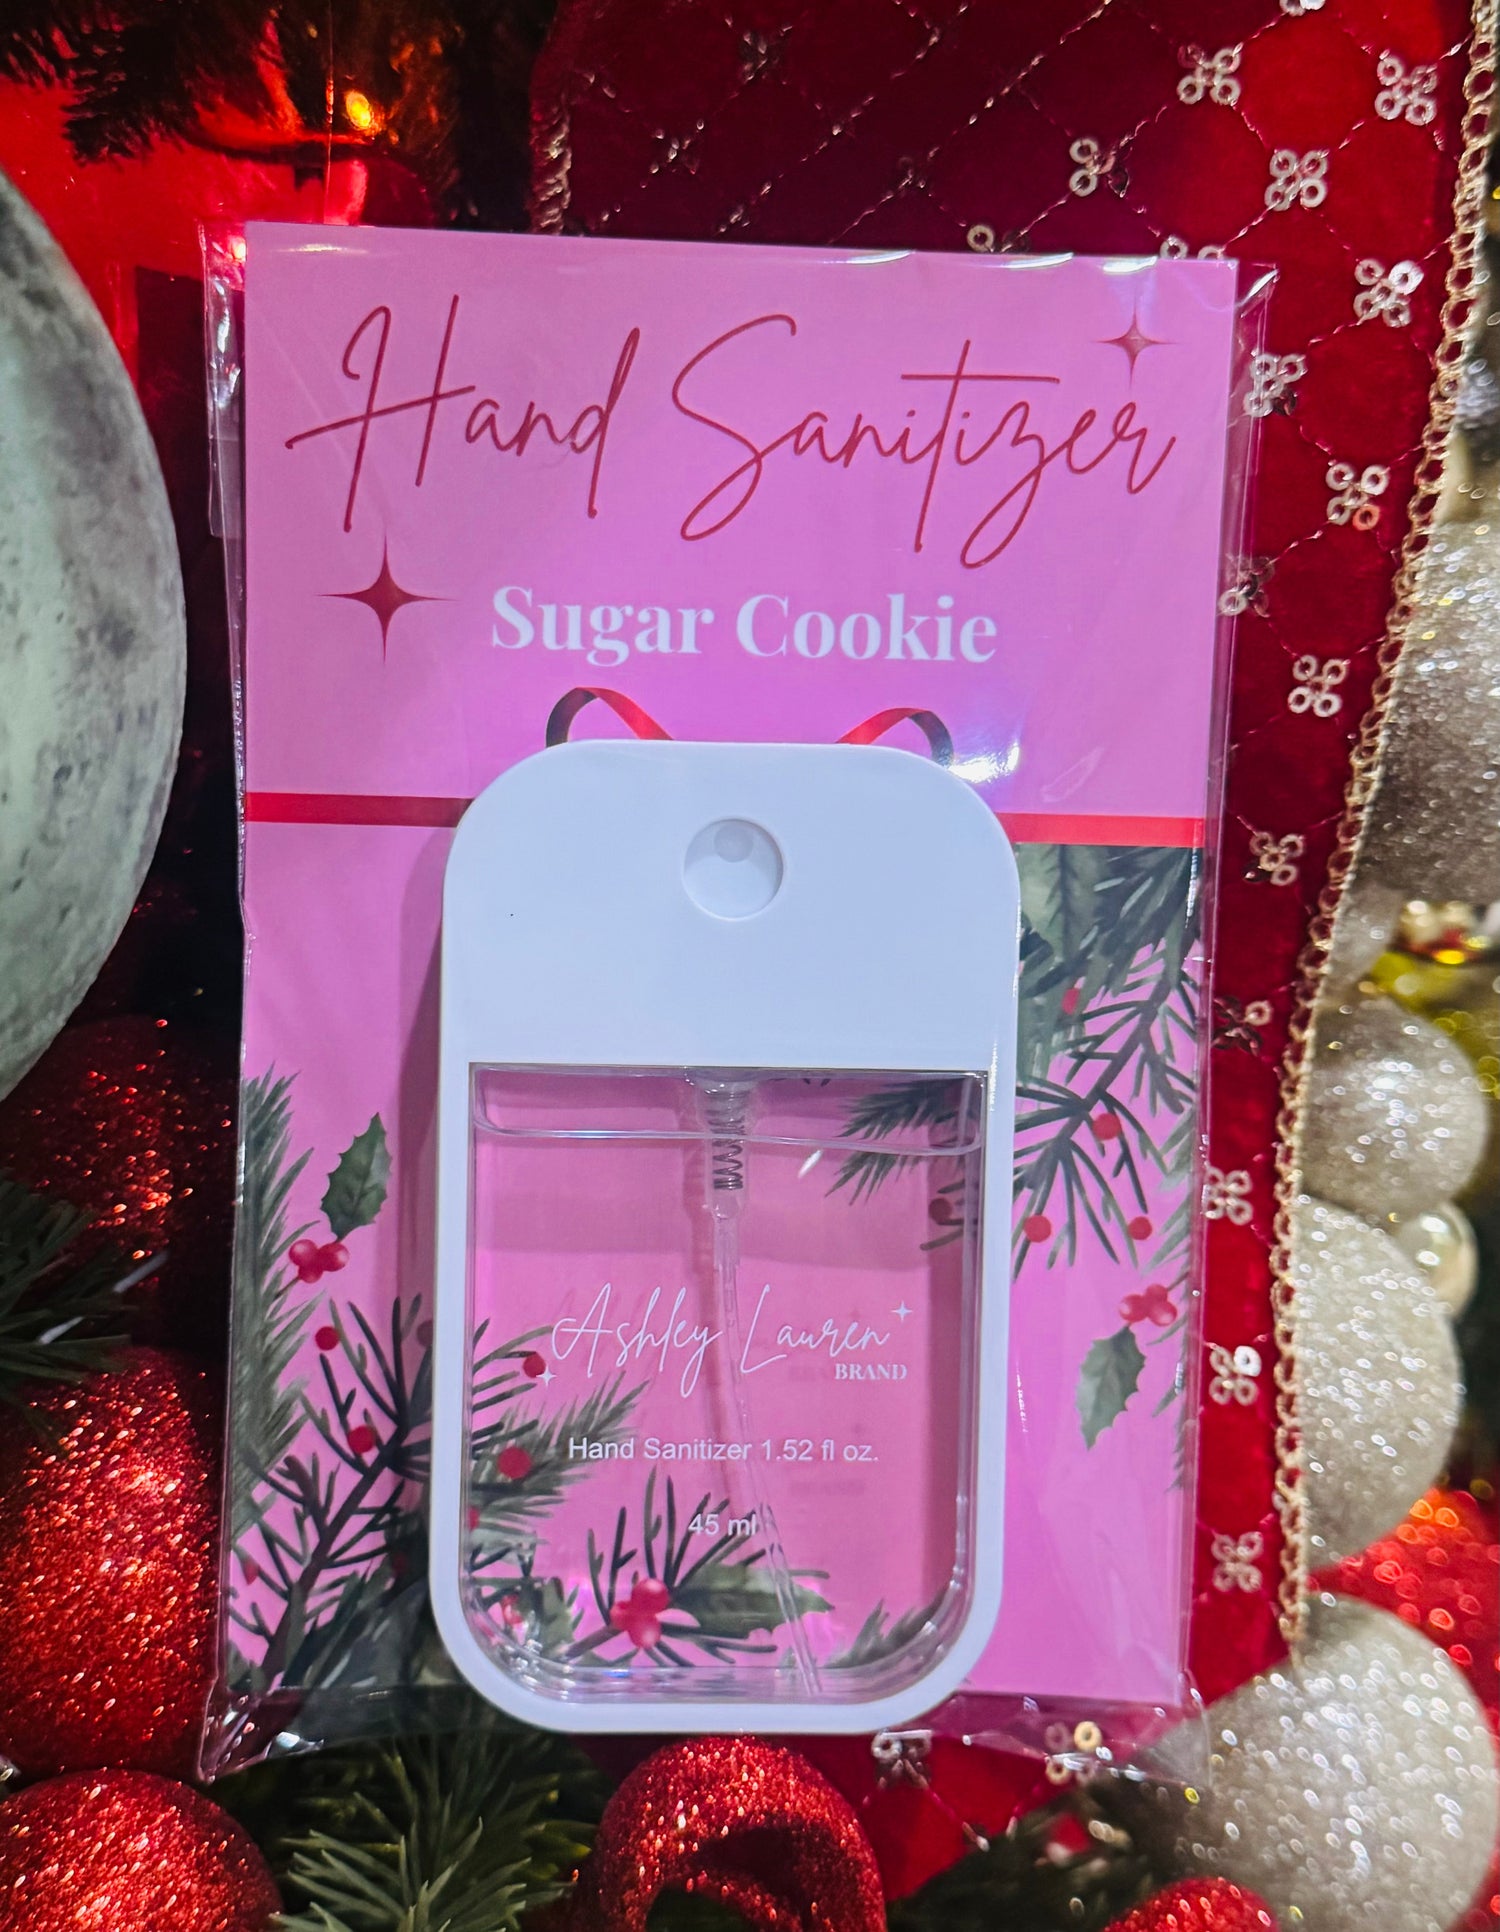 Hand Sanitizer
Sugar Cookie
Ashley Lauren
BRAND
Hand Sanitizer 1.52 fl oz.
45 ml